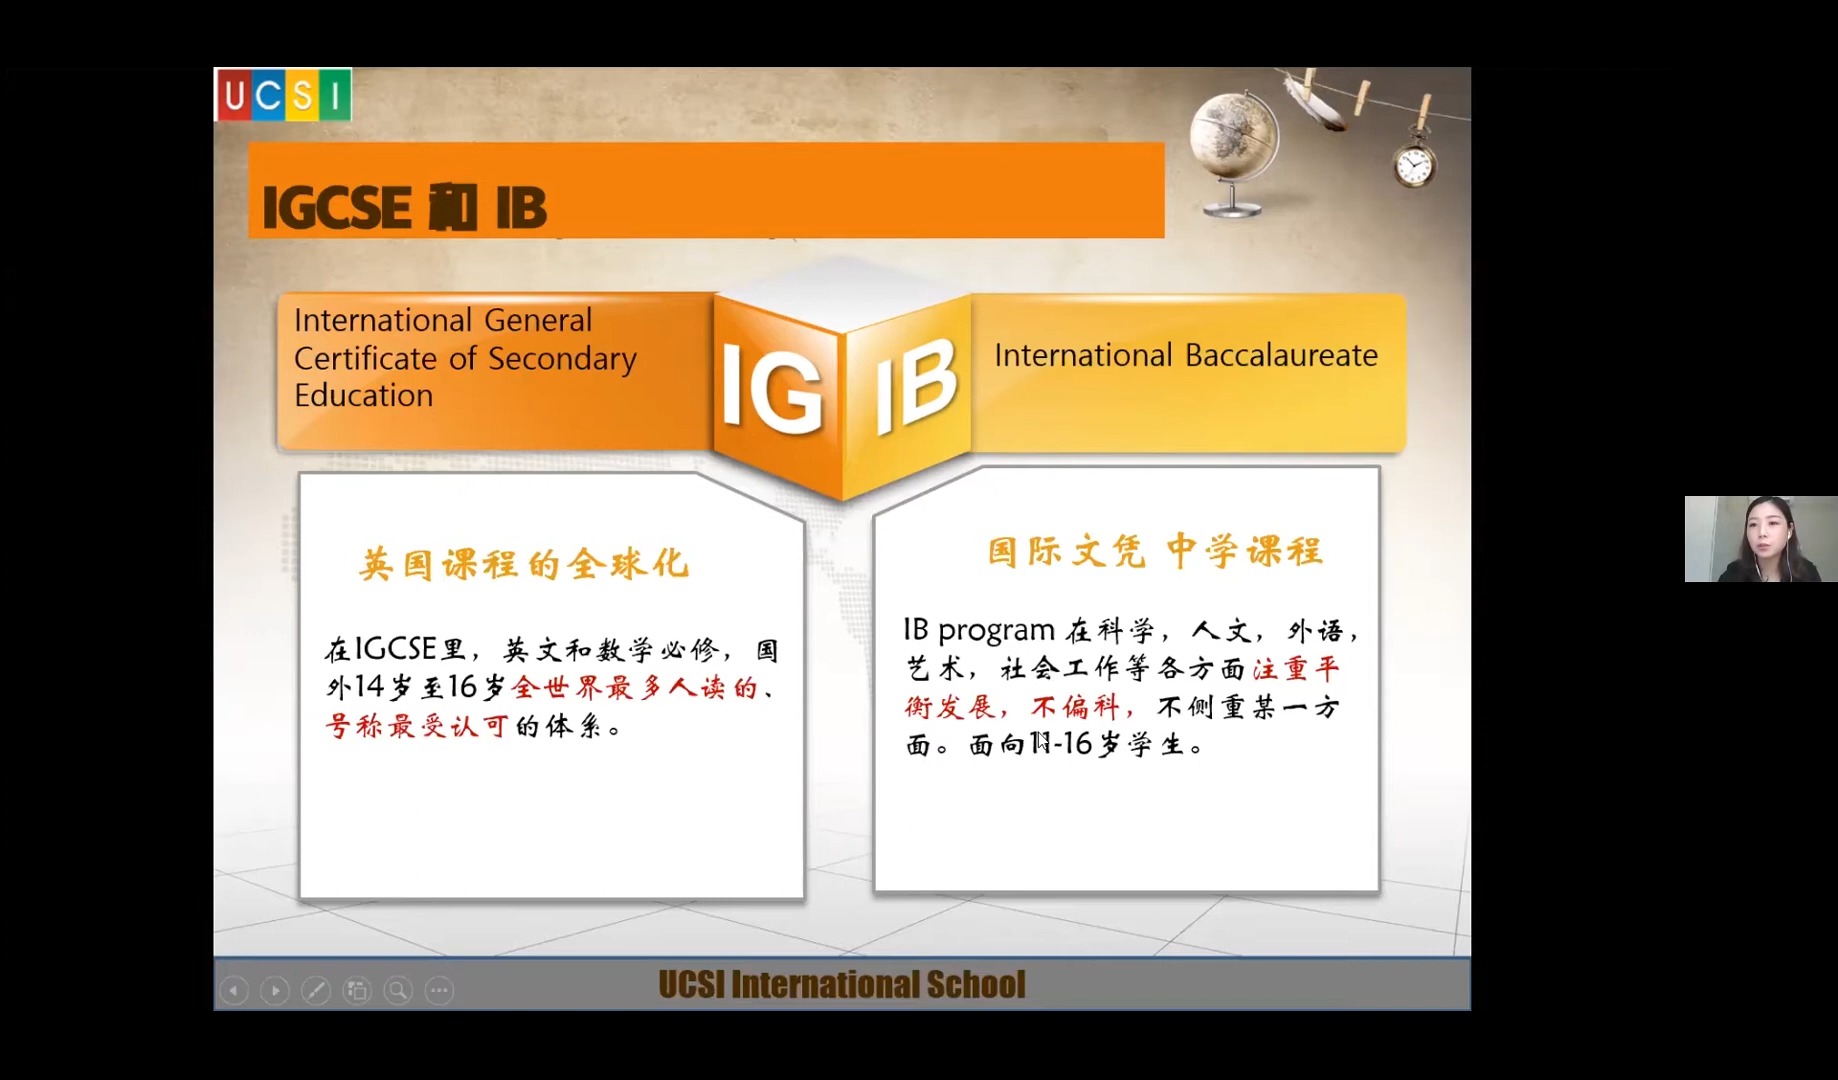 UCSI
IGCSE 和 IB
International General
Certificate of Secondary
Education
IG
IB
International Baccalaureate
英国课程的全球化
在IGCSE里，英文和数学必修，国
外14岁至16岁全世界最多人读的、
号称最受认可的体系。
国际文凭 中学课程
IB program 在科学，人文，外语，
艺术，社会工作等各方面注重平
衡发展，不偏科，不侧重某一方
面。面向11-16岁学生。
UCSI International School